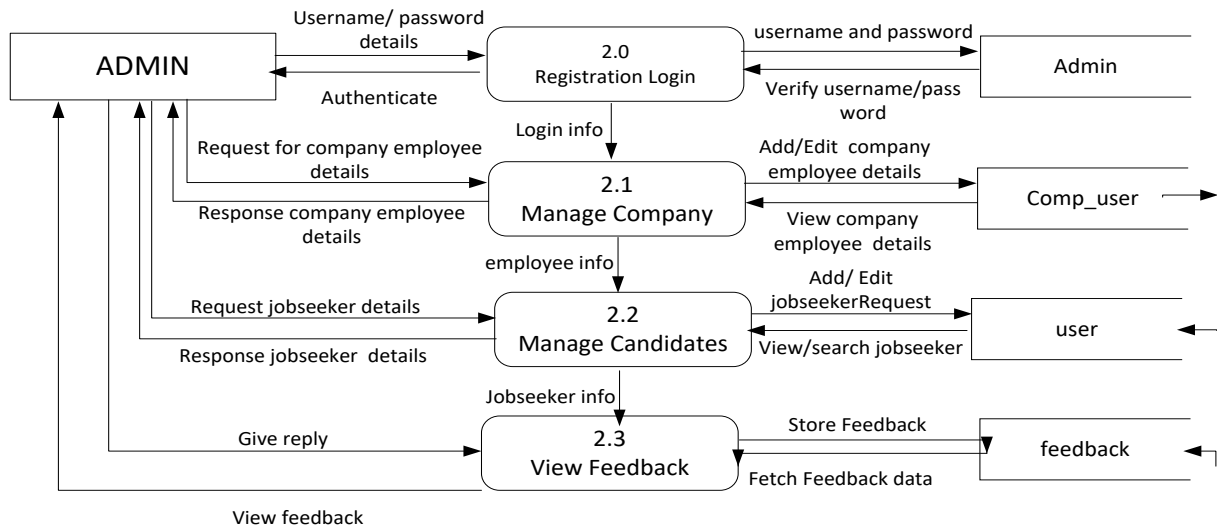 Username/ password
details
ADMIN
Authenticate
2.0
Registration Login
username and password
Admin
Verify username/pass
word
Login info
Request for company employee
details
Response company employee
details
2.1
Manage Company
Add/Edit  company
employee details
View company
employee  details
Comp_user
employee info
Request jobseeker details
Response jobseeker  details
2.2
Manage Candidates
Add/ Edit
jobseekerRequest
View/search jobseeker
user
Jobseeker info
Give reply
2.3
View Feedback
Store Feedback
Fetch Feedback data
feedback
View feedback